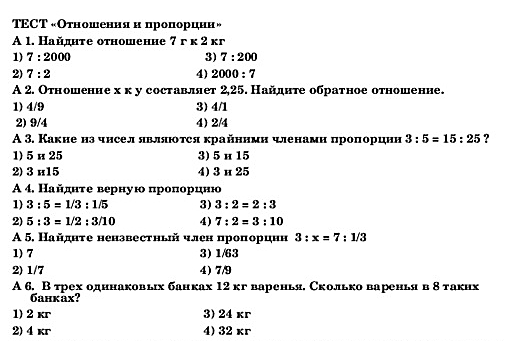 ТЕСТ «Отношения и пропорции»
А 1. Найдите отношение 7 г к 2 кг
1) 7 : 2000 3) 7 : 200
2) 7 : 2 4) 2000 : 7
А 2. Отношение х к у составляет 2,25. Найдите обратное отношение.
1) 4/9 3) 4/1
2) 9/4 4) 2/4
А 3. Какие из чисел являются крайними членами пропорции 3 : 5 = 15 : 25 ?
1) 5 и 25 3) 5 и 15
2) 3 и15 4) 3 и 25
А 4. Найдите верную пропорцию
1) 3 : 5 = 1/3 : 1/5 3) 3 : 2 = 2 : 3
2) 5 : 3 = 1/2 : 3/10 4) 7 : 2 = 3 : 10
А 5. Найдите неизвестный член пропорции 3 : х = 7 : 1/3
1) 7 3) 1/63
2) 1/7 4) 7/9
А 6. В трех одинаковых банках 12 кг варенья. Сколько варенья в 8 таких
банках?
1) 2 кг 3) 24 кг
2) 4 кг 4) 32 кг